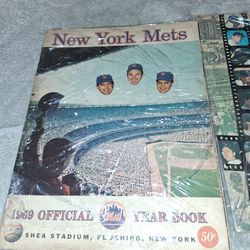 New York Mets
1969 OFFICIAL YEAR BOOK
SHEA STADIUM, FLUSHING, NEW YORK 50¢